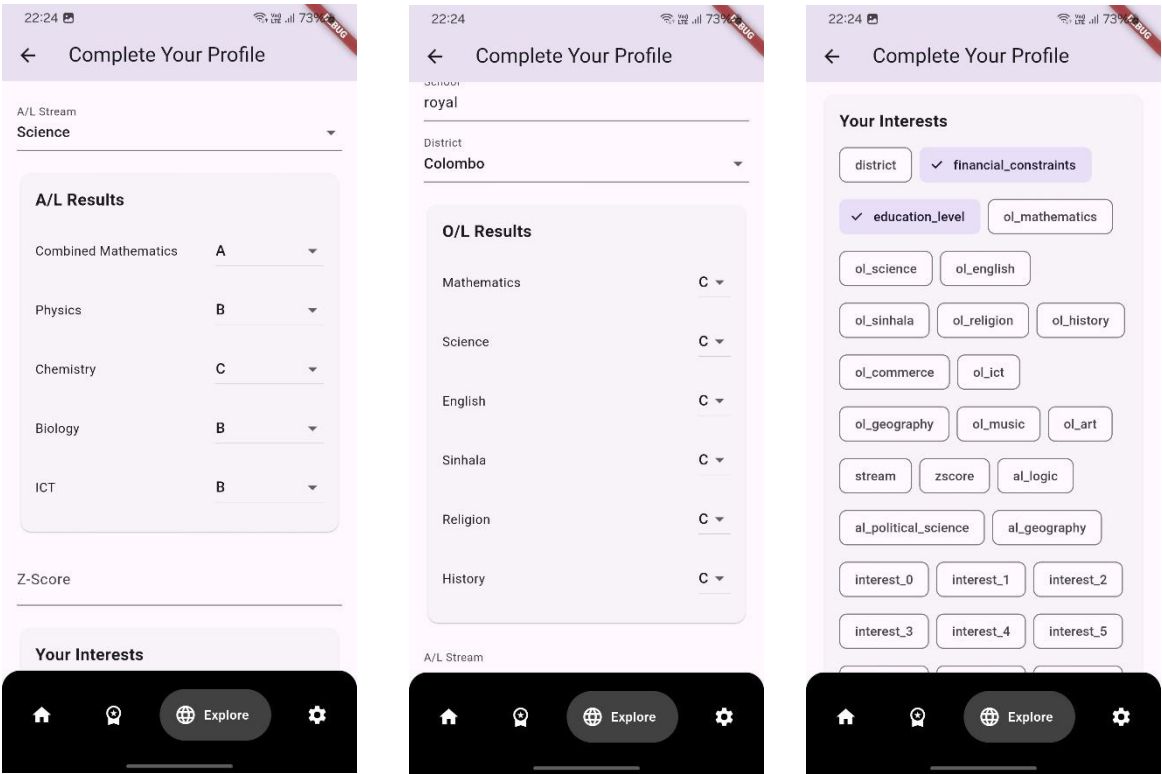 22:24 73%
DEBUG
Complete Your Profile
A/L Stream
Science
A/L Results
Combined Mathematics A
Physics B
Chemistry C
Biology B
ICT B
Z-Score
Your Interests
Explore
22:24 73%
DEBUG
Complete Your Profile
School
royal
District
Colombo
O/L Results
Mathematics C
Science C
English C
Sinhala C
Religion C
History C
A/L Stream
Explore
22:24 73%
DEBUG
Complete Your Profile
Your Interests
district financial_constraints
education_level ol_mathematics
ol_science ol_english
ol_sinhala ol_religion ol_history
ol_commerce ol_ict
ol_geography ol_music ol_art
stream zscore al_logic
al_political_science al_geography
interest_0 interest_1 interest_2
interest_3 interest_4 interest_5
Explore